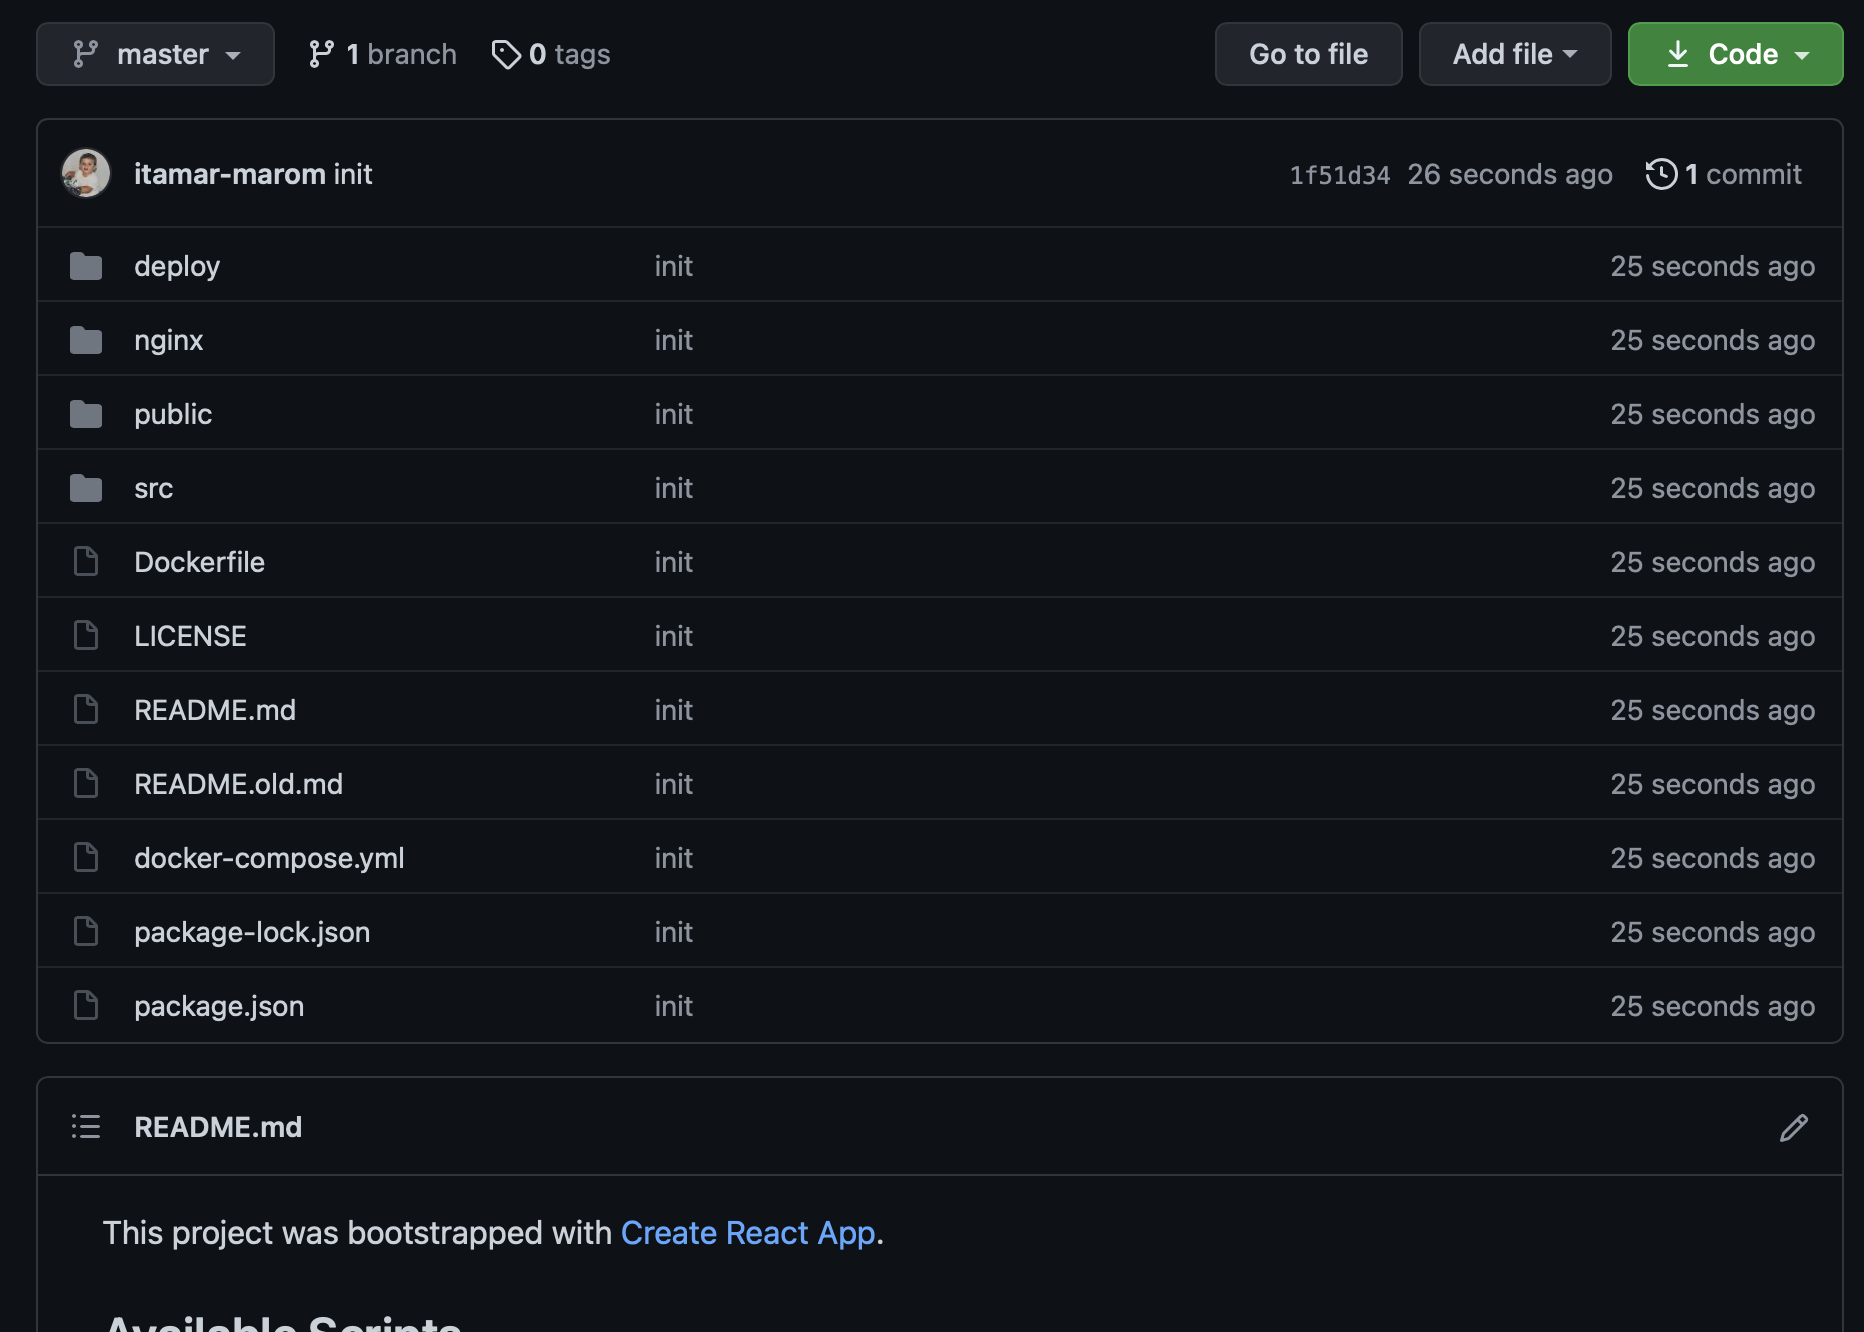 master 1 branch 0 tags Go to file Add file Code
itamar-marom init 1f51d34 26 seconds ago 1 commit
deploy init 25 seconds ago
nginx init 25 seconds ago
public init 25 seconds ago
src init 25 seconds ago
Dockerfile init 25 seconds ago
LICENSE init 25 seconds ago
README.md init 25 seconds ago
README.old.md init 25 seconds ago
docker-compose.yml init 25 seconds ago
package-lock.json init 25 seconds ago
package.json init 25 seconds ago
README.md
This project was bootstrapped with Create React App.
Available Scripts